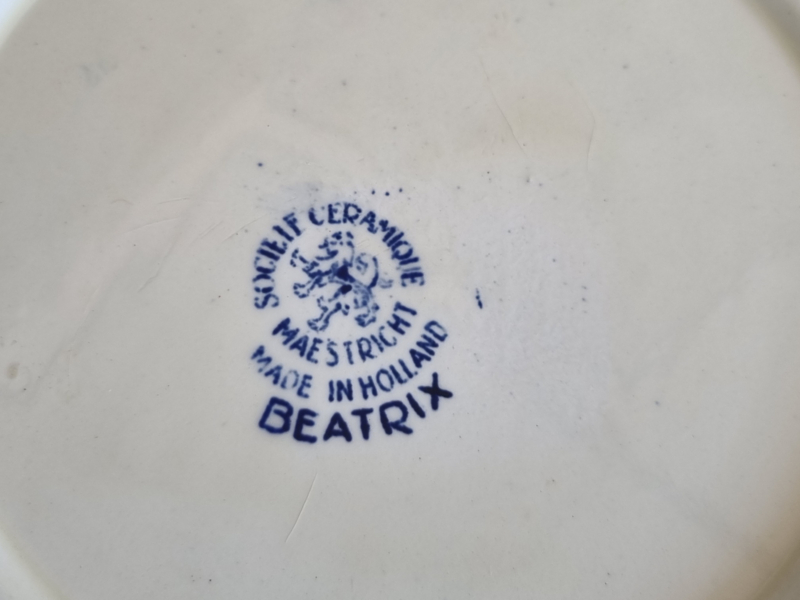 SOCIETE CERAMIQUE
MAESTRICHT
MADE IN HOLLAND
BEATRIX